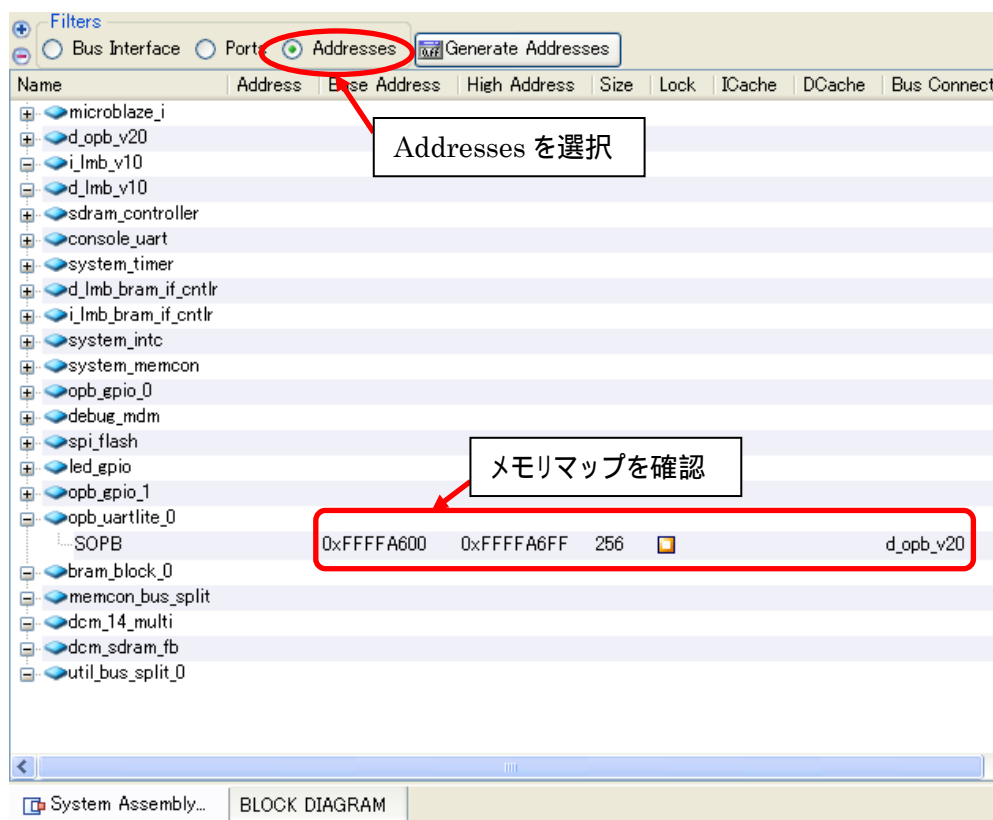 Filters
Bus Interface Ports Addresses Generate Addresses
Name Address Base Address High Address Size Lock ICache DCache Bus Connect
microblaze_i
Addresses を選択
d_opb_v20
i_lmb_v10
d_lmb_v10
sdram_controller
console_uart
system_timer
d_lmb_bram_if_cntlr
i_lmb_bram_if_cntlr
system_intc
system_memcon
opb_gpio_0
debug_mdm
spi_flash
メモリマップを確認
led_gpio
opb_gpio_1
opb_uartlite_0
SOPB 0xFFFFA600 0xFFFFA6FF 256 d_opb_v20
bram_block_0
memcon_bus_split
dcm_14_multi
dcm_sdram_fb
util_bus_split_0
System Assembly... BLOCK DIAGRAM